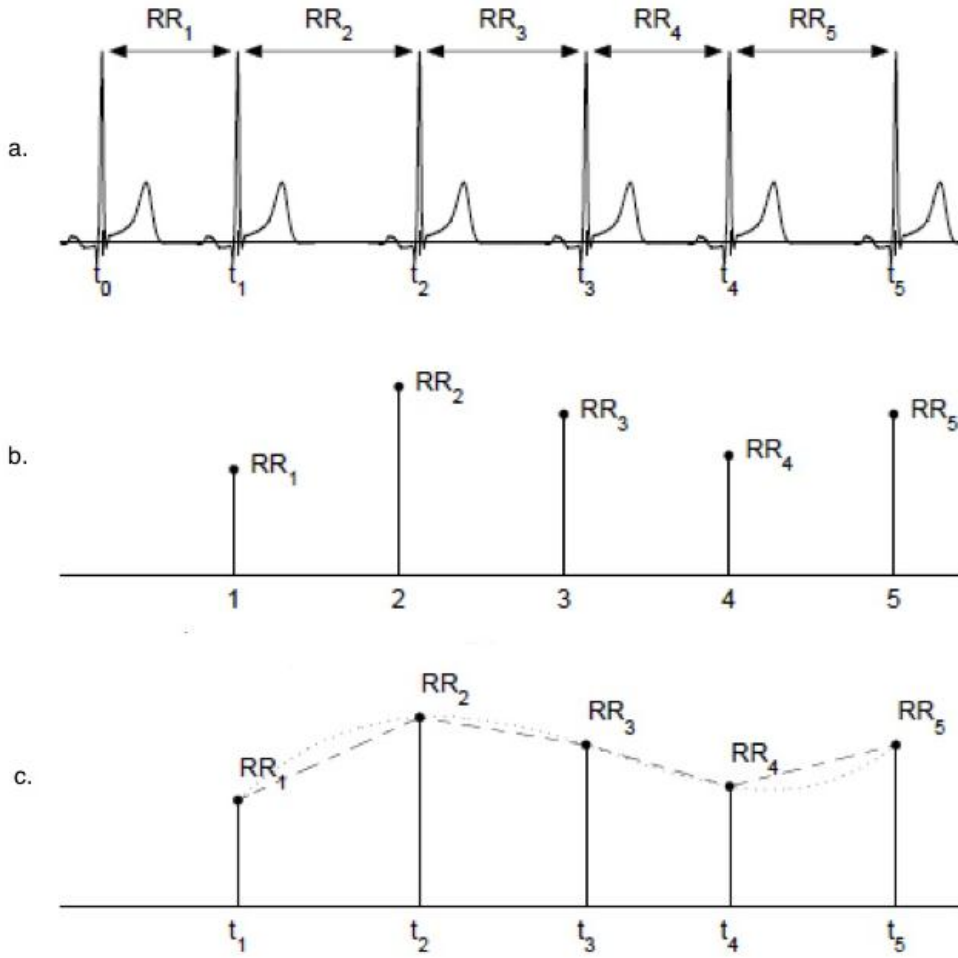 RR₁ RR₂ RR₃ RR₄ RR₅
a.
t₀ t₁ t₂ t₃ t₄ t₅
RR₂
RR₃ RR₅
b.
RR₁ RR₄
1 2 3 4 5
RR₂
RR₃ RR₅
RR₄
c.
RR₁
t₁ t₂ t₃ t₄ t₅